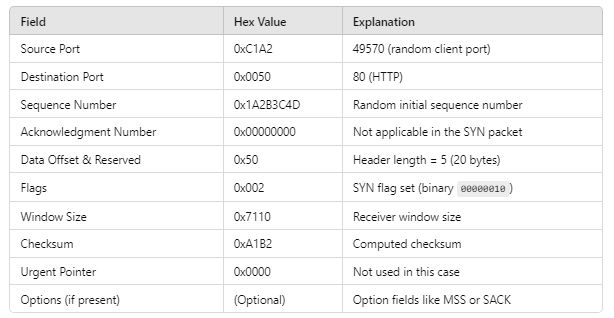 Field Hex Value Explanation
Source Port 0xC1A2 49570 (random client port)
Destination Port 0x0050 80 (HTTP)
Sequence Number 0x1A2B3C4D Random initial sequence number
Acknowledgment Number 0x00000000 Not applicable in the SYN packet
Data Offset & Reserved 0x50 Header length = 5 (20 bytes)
Flags 0x002 SYN flag set (binary 00000010 )
Window Size 0x7110 Receiver window size
Checksum 0xA1B2 Computed checksum
Urgent Pointer 0x0000 Not used in this case
Options (if present) (Optional) Option fields like MSS or SACK